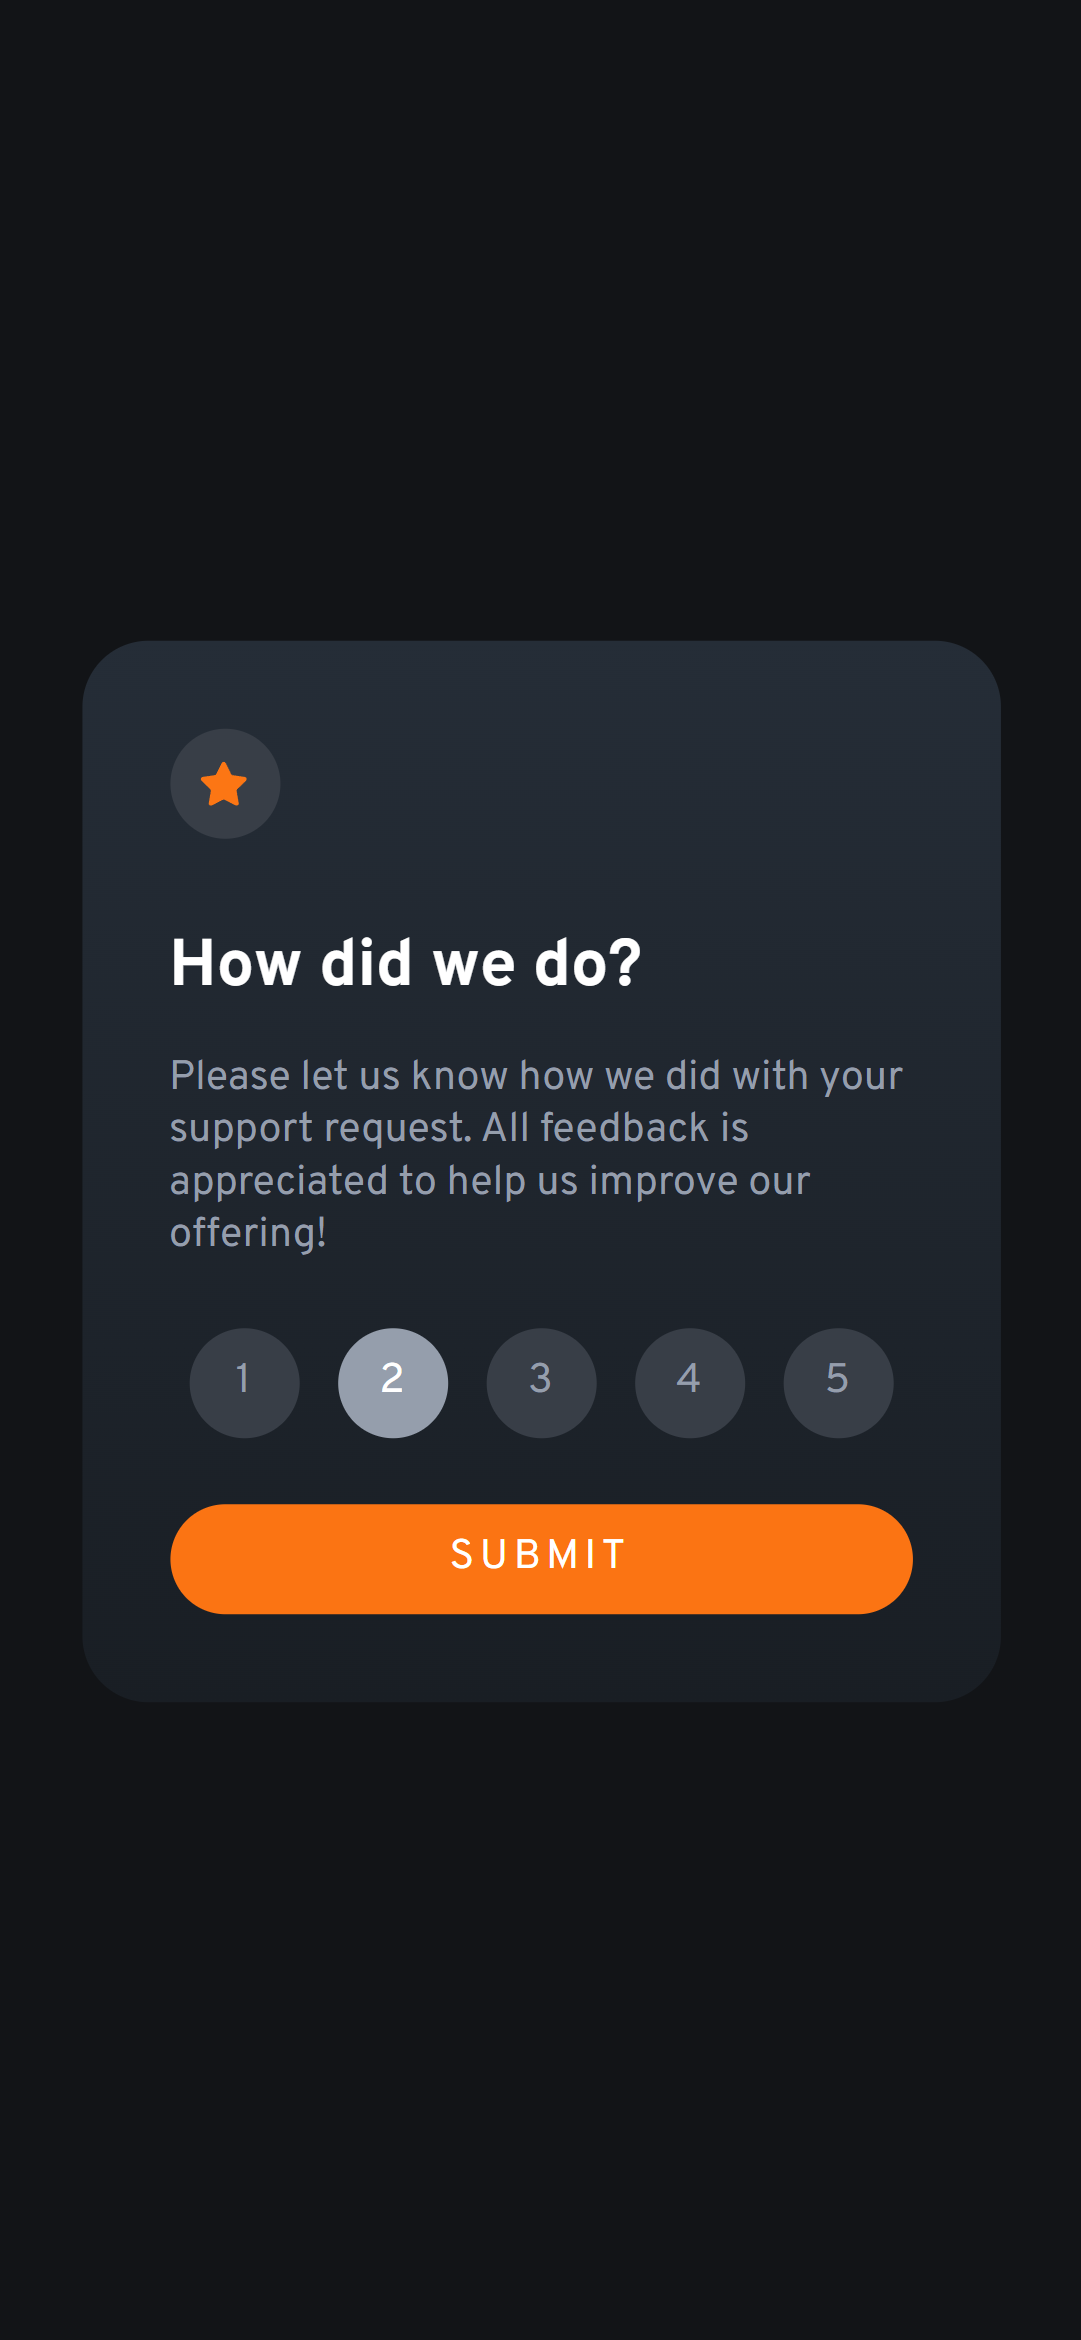 How did we do?
Please let us know how we did with your
support request. All feedback is
appreciated to help us improve our
offering!
1 2 3 4 5
SUBMIT